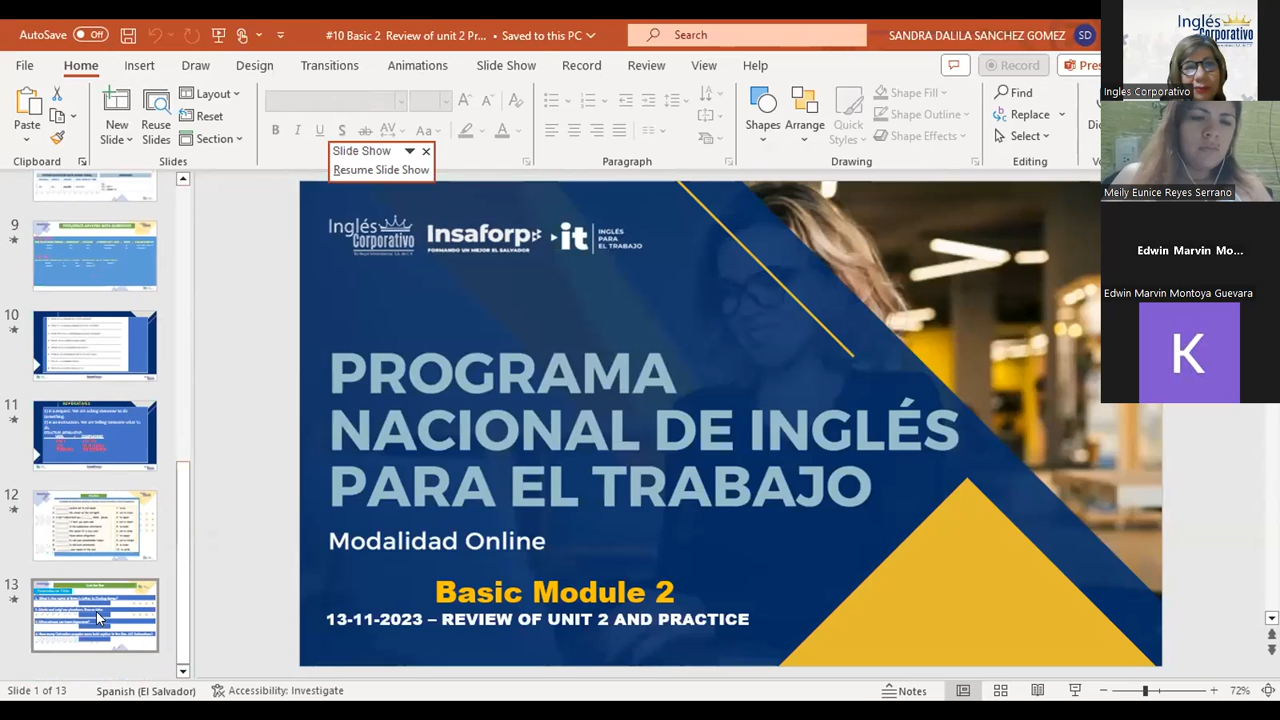 AutoSave Off
#10 Basic 2 Review of unit 2 Pr... • Saved to this PC
Search
SANDRA DALILA SANCHEZ GOMEZ SD
File Home Insert Draw Design Transitions Animations Slide Show Record Review View Help
Record
Paste
New Slide
Reuse Slides
Layout
Reset
Section
Shapes
Arrange
Quick Styles
Shape Fill
Shape Outline
Shape Effects
Find
Replace
Select
Clipboard Slides Paragraph Drawing Editing
Slide Show
Resume Slide Show
9
10
11
12
13
Inglés Corporativo
Insaforp
FORMANDO UN MEJOR EL SALVADOR
it
INGLÉS PARA EL TRABAJO
PROGRAMA
NACIONAL DE INGLÉS
PARA EL TRABAJO
Modalidad Online
Basic Module 2
REVIEW OF UNIT 2 AND PRACTICE
Inglés Corporativo
Ingles Corporativo
Meily Eunice Reyes Serrano
Edwin Marvin Mo...
Edwin Marvin Montoya Guevara
K
Slide 1 of 13
Spanish (El Salvador)
Accessibility: Investigate
Notes
72%